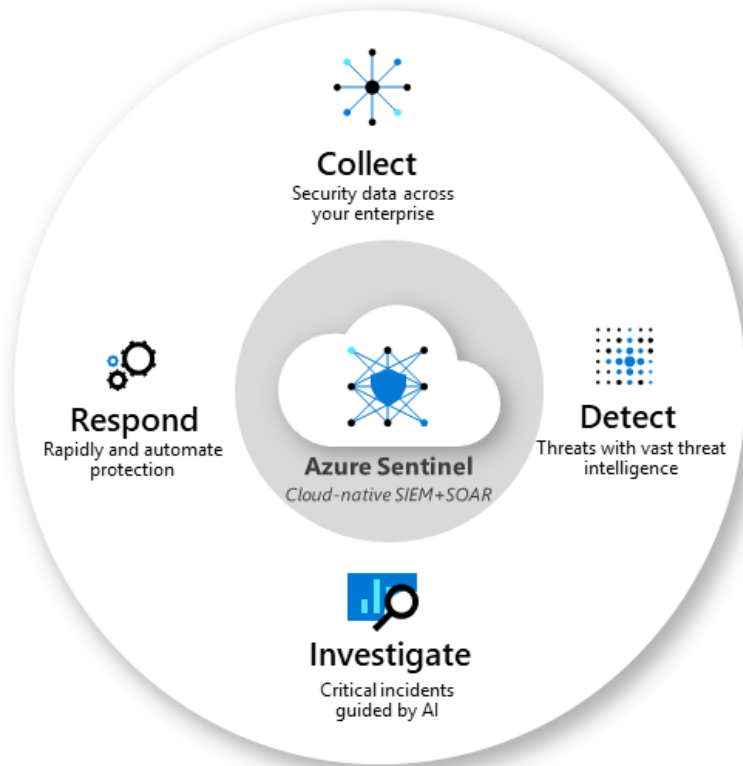 Collect
Security data across
your enterprise
Respond
Rapidly and automate
protection
Azure Sentinel
Cloud-native SIEM+SOAR
Detect
Threats with vast threat
intelligence
Investigate
Critical incidents
guided by AI